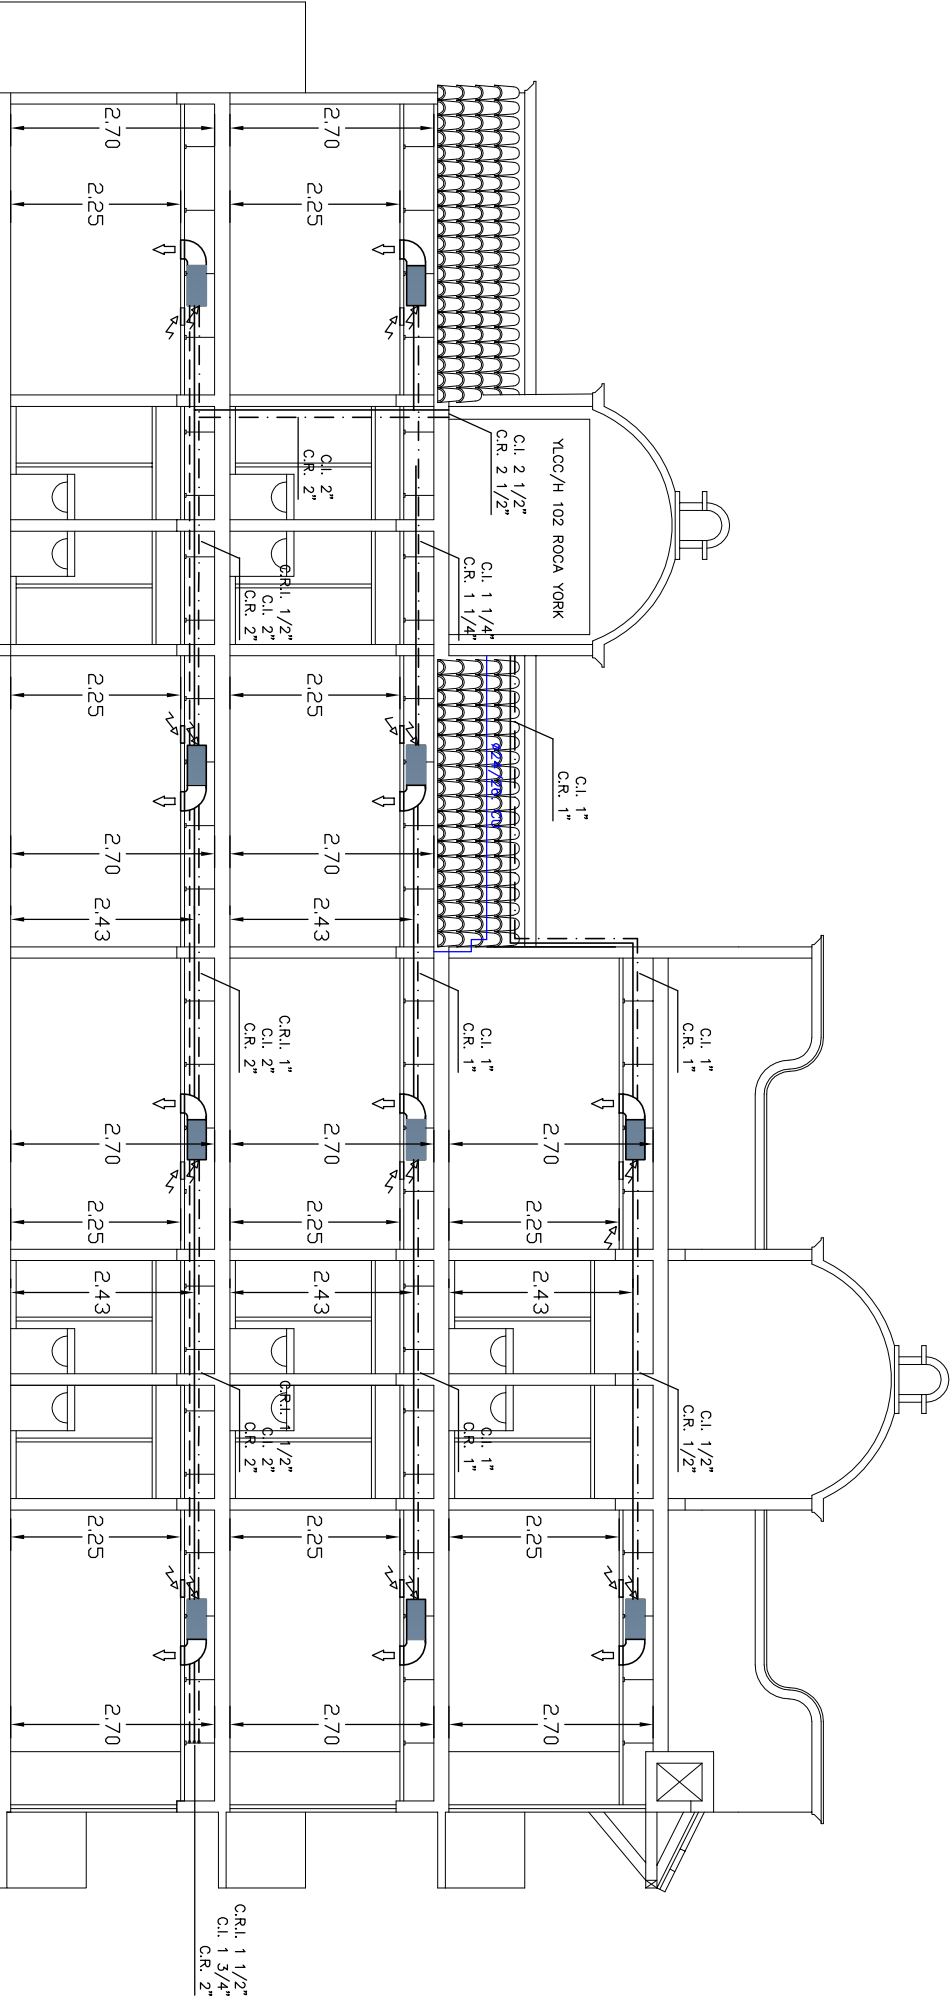 C.I. 1"
C.R. 1"
C.I. 1/2"
C.R. 1/2"
C.I. 1"
C.R. 1"
YLCC/H 102 ROCA YORK
2,70
2,25
2,43
2,25
2,70
C.I. 2 1/2"
C.R. 2 1/2"
C.I. 1 1/4"
C.R. 1 1/4"
CU
C.I. 1"
C.R. 1"
C.I. 1"
C.R. 1"
2,70
2,25
C.I. 2"
C.R. 2"
2,25
2,70
2,43
2,70
2,25
2,43
2,25
2,70
C.R.I. 1/2"
C.I. 2"
C.R. 2"
C.R.I. 1"
C.I. 2"
C.R. 2"
C.R.I. 1 1/2"
C.I. 2"
C.R. 2"
C.R.I. 1 1/2"
C.I. 1 3/4"
C.R. 2"
2,70
2,25
2,25
2,70
2,43
2,70
2,25
2,43
2,25
2,70